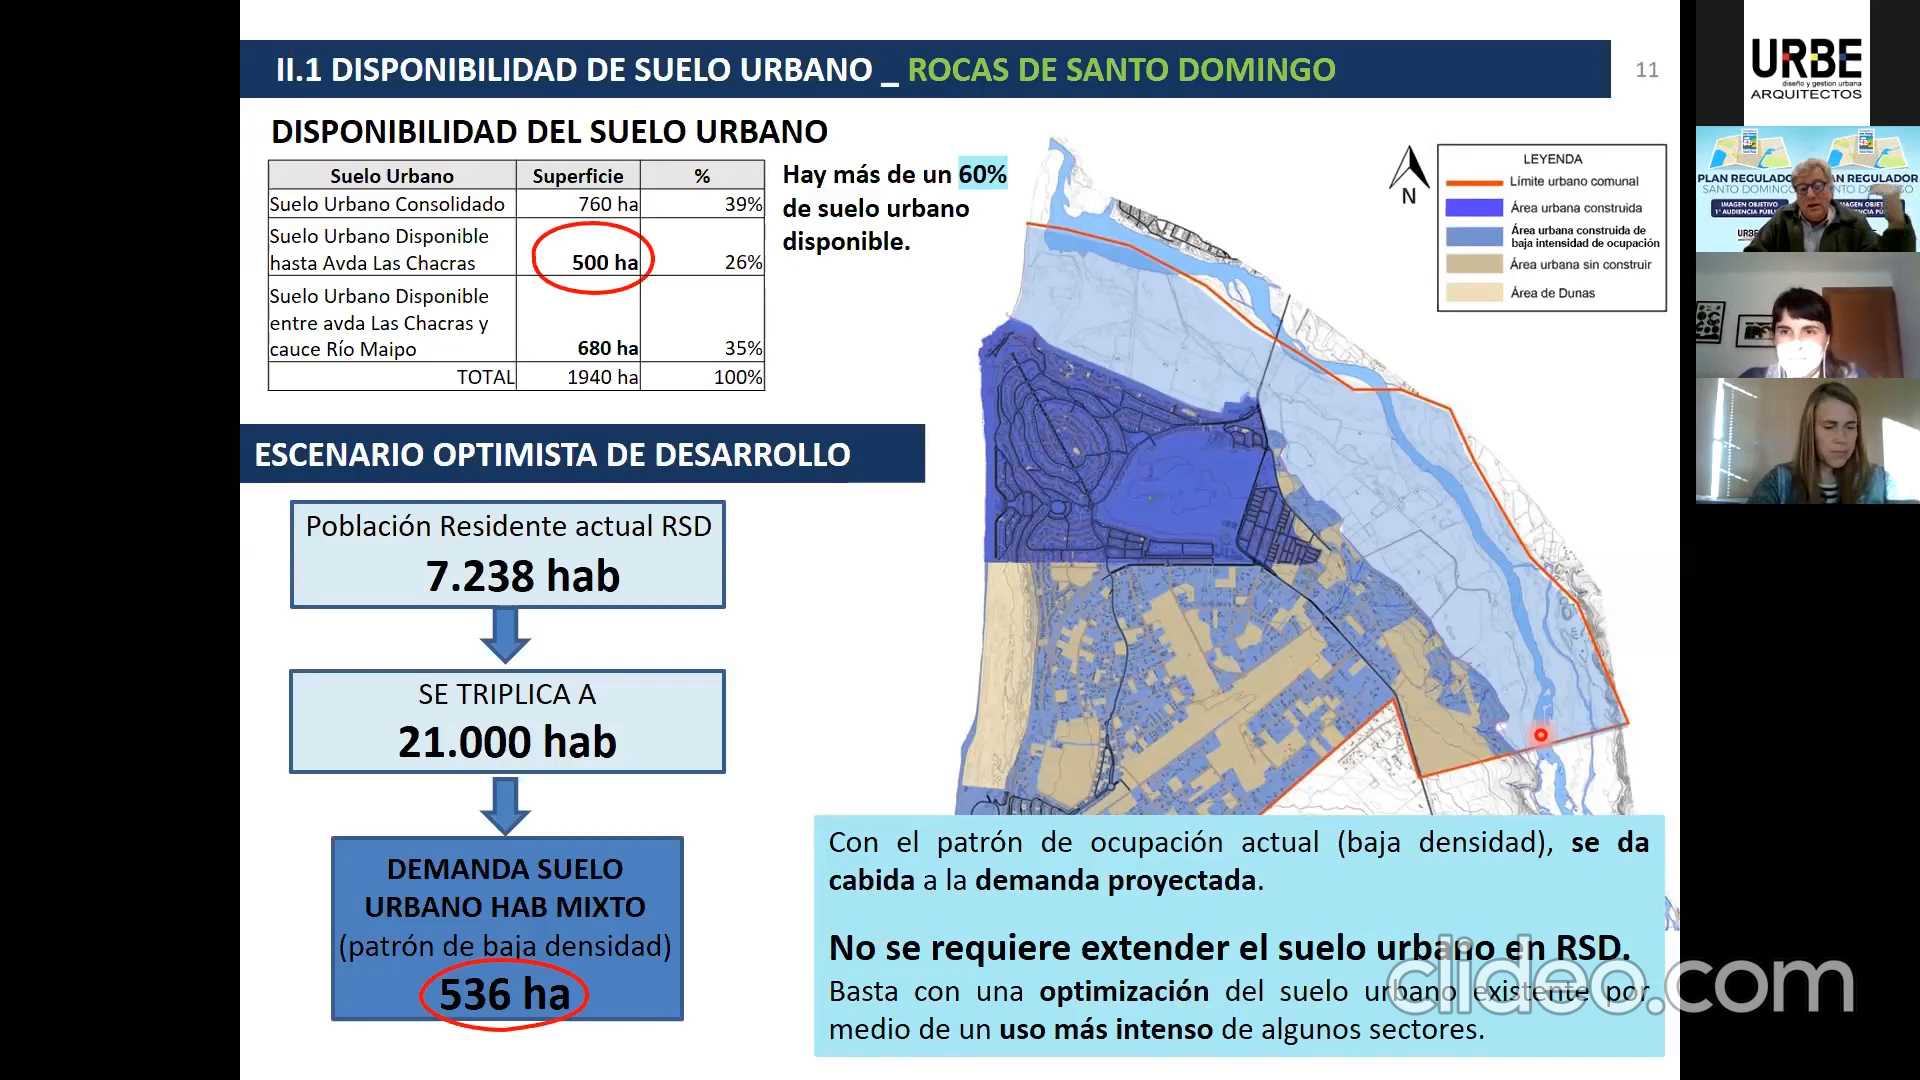 II.1 DISPONIBILIDAD DE SUELO URBANO _ ROCAS DE SANTO DOMINGO
11
DISPONIBILIDAD DEL SUELO URBANO
Suelo Urbano Superficie %
Suelo Urbano Consolidado 760 ha 39%
Suelo Urbano Disponible
hasta Avda Las Chacras 500 ha 26%
Suelo Urbano Disponible
entre avda Las Chacras y
cauce Río Maipo 680 ha 35%
TOTAL 1940 ha 100%
Hay más de un 60%
de suelo urbano
disponible.
N
LEYENDA
Límite urbano comunal
Área urbana construida
Área urbana construida de
baja intensidad de ocupación
Área urbana sin construir
Área de Dunas
ESCENARIO OPTIMISTA DE DESARROLLO
Población Residente actual RSD
7.238 hab
SE TRIPLICA A
21.000 hab
DEMANDA SUELO
URBANO HAB MIXTO
(patrón de baja densidad)
536 ha
Con el patrón de ocupación actual (baja densidad), se da
cabida a la demanda proyectada.
No se requiere extender el suelo urbano en RSD.
Basta con una optimización del suelo urbano existente por
medio de un uso más intenso de algunos sectores.
clideo.com
URBE
diseño y gestion urbana
ARQUITECTOS
PLAN REGULADOR
SANTO DOMINGO
IMAGEN OBJETIVO